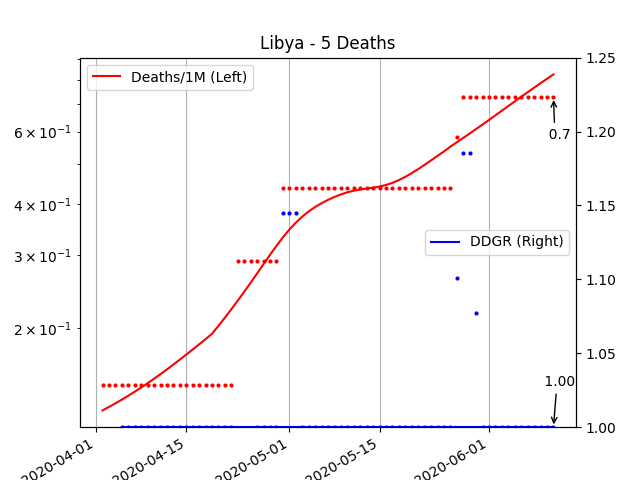 Libya - 5 Deaths
Deaths/1M (Left)
DDGR (Right)
6 × 10⁻¹
4 × 10⁻¹
3 × 10⁻¹
2 × 10⁻¹
1.25
1.20
1.15
1.10
1.05
1.00
0.7
1.00
2020-04-01
2020-04-15
2020-05-01
2020-05-15
2020-06-01